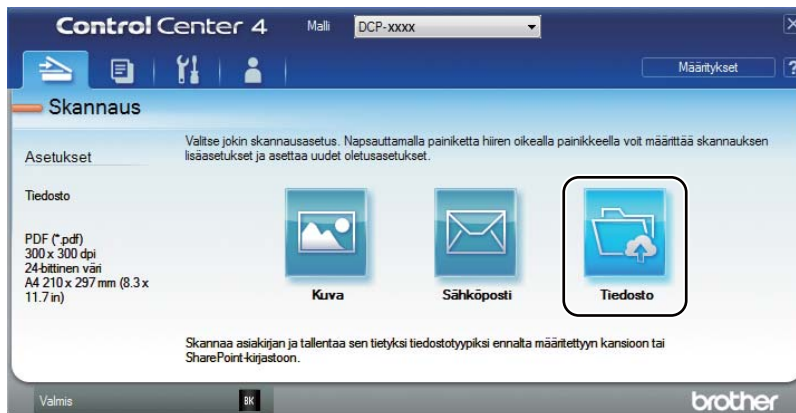 Control Center 4
Malli
DCP-xxxx
Määritykset
?
Skannaus
Asetukset
Tiedosto
PDF (*.pdf)
300 x 300 dpi
24-bittinen väri
A4 210 x 297 mm (8.3 x
11.7 in)
Valitse jokin skannausasetus. Napsauttamalla painiketta hiiren oikealla painikkeella voit määrittää skannauksen
lisäasetukset ja asettaa uudet oletusasetukset.
Kuva
Sähköposti
Tiedosto
Skannaa asiakirjan ja tallentaa sen tietyksi tiedostotyypiksi ennalta määritettyyn kansioon tai
SharePoint-kirjastoon.
Valmis
BK
brother